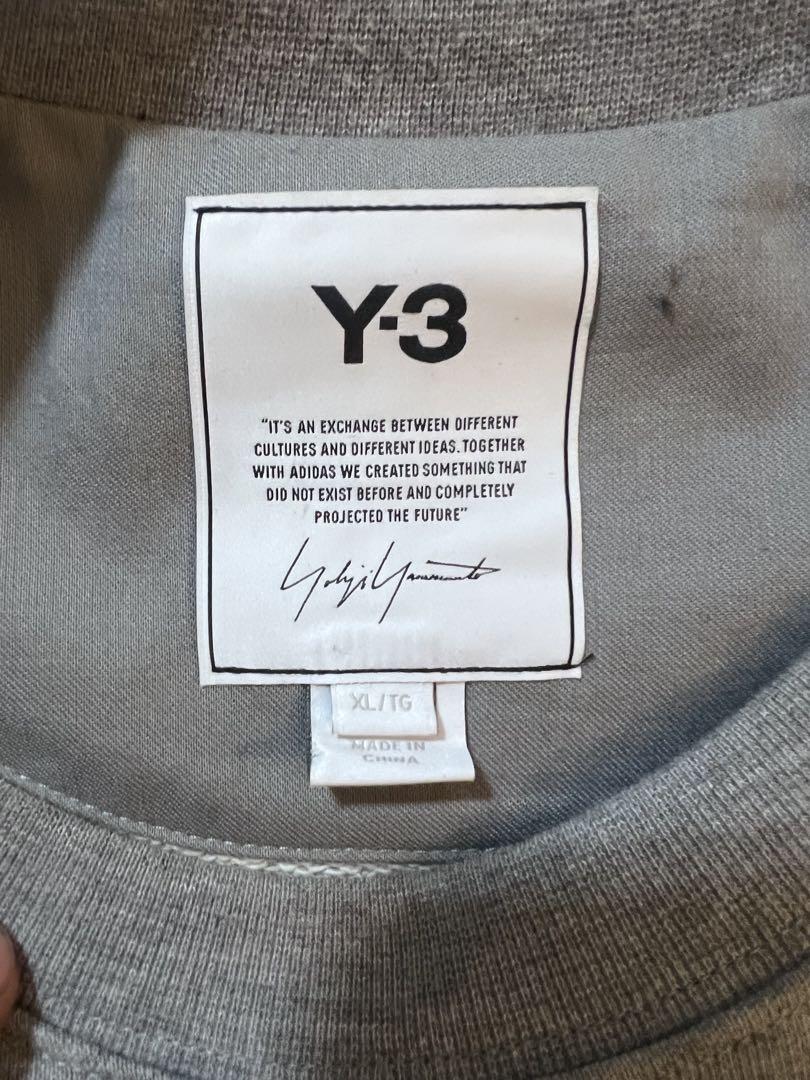 Y-3
"IT'S AN EXCHANGE BETWEEN DIFFERENT
CULTURES AND DIFFERENT IDEAS. TOGETHER
WITH ADIDAS WE CREATED SOMETHING THAT
DID NOT EXIST BEFORE AND COMPLETELY
PROJECTED THE FUTURE"
Yohji Yamamoto
XL/TG
MADE IN
CHINA